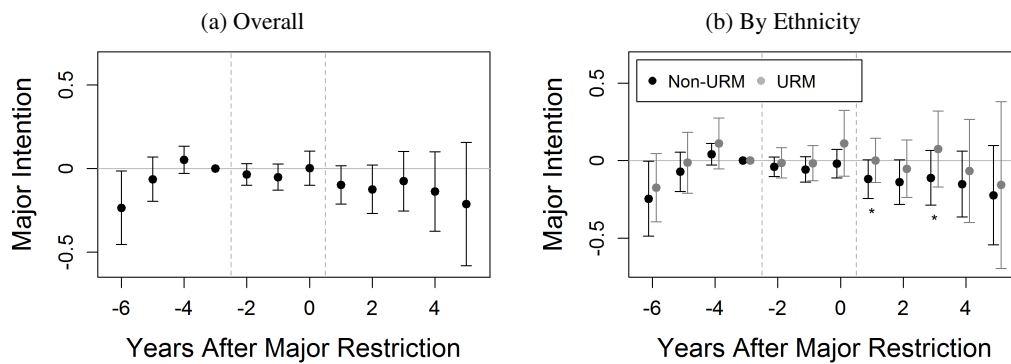 (a) Overall
Major Intention
0.5
0
-0.5
-6 -4 -2 0 2 4
Years After Major Restriction
(b) By Ethnicity
Non-URM URM
Major Intention
0.5
0
-0.5
* *
-6 -4 -2 0 2 4
Years After Major Restriction